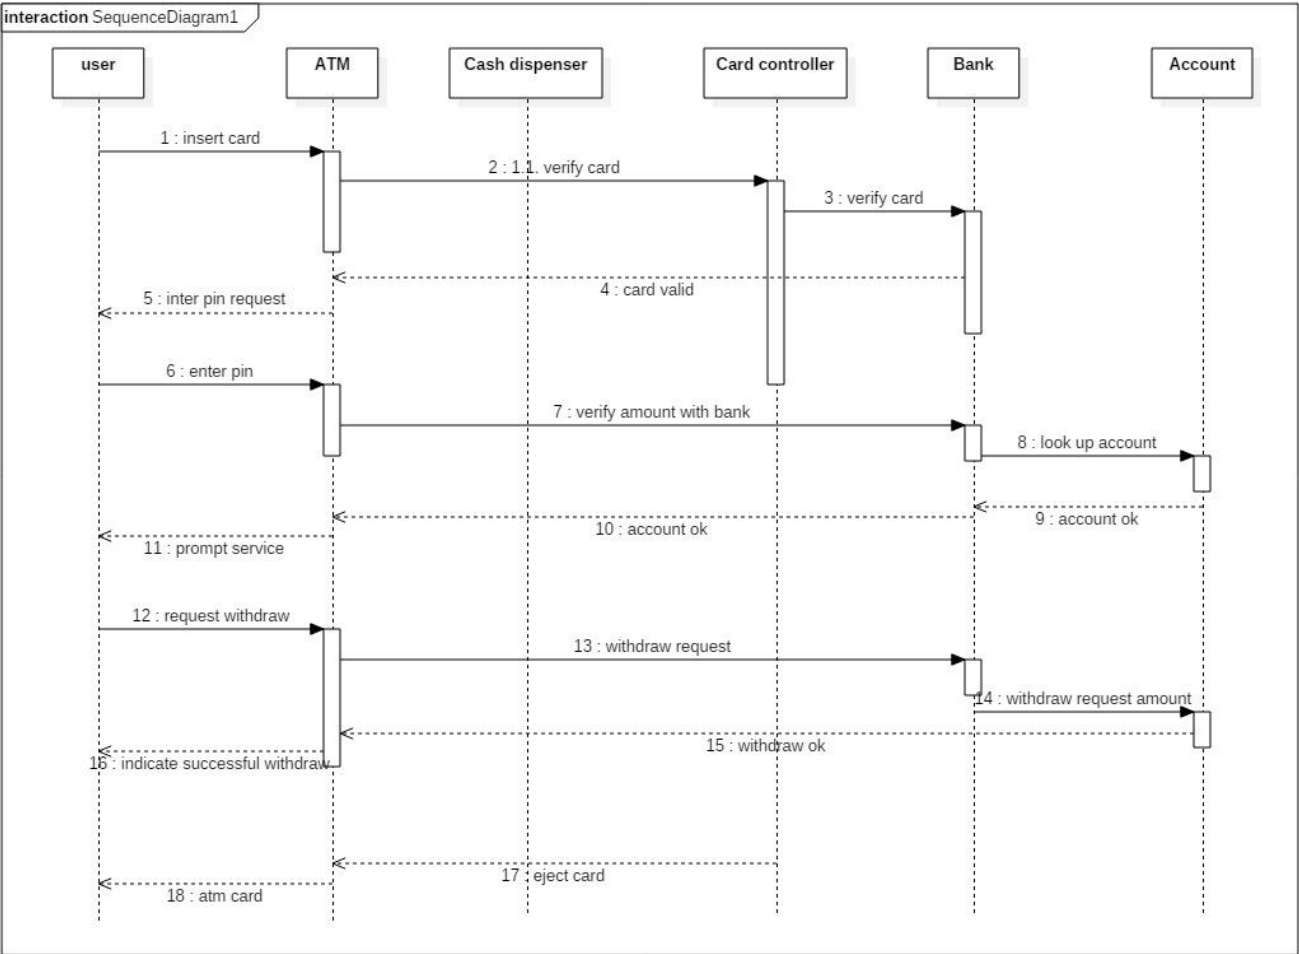 interaction SequenceDiagram1
user
ATM
Cash dispenser
Card controller
Bank
Account
1 : insert card
2 : 1.1. verify card
3 : verify card
4 : card valid
5 : inter pin request
6 : enter pin
7 : verify amount with bank
8 : look up account
9 : account ok
10 : account ok
11 : prompt service
12 : request withdraw
13 : withdraw request
14 : withdraw request amount
15 : withdraw ok
16 : indicate successful withdraw
17 : eject card
18 : atm card